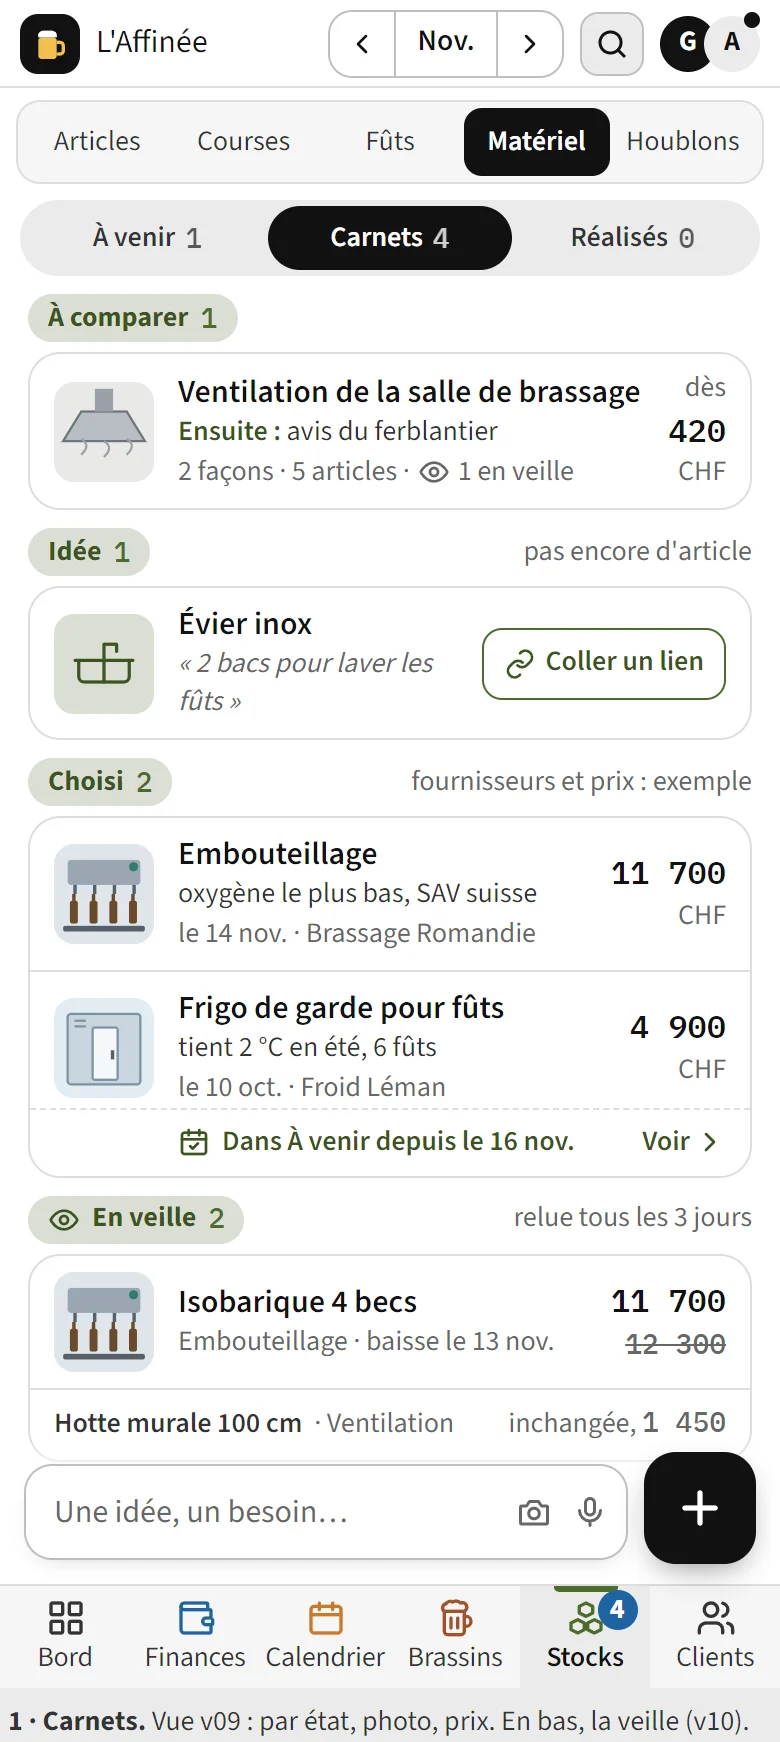 L'Affinée
Nov.
G
A
Articles Courses Fûts Matériel Houblons
À venir 1 Carnets 4 Réalisés 0
À comparer 1
Ventilation de la salle de brassage
dès
Ensuite : avis du ferblantier
420
2 façons · 5 articles · 1 en veille
CHF
Idée 1 pas encore d'article
Évier inox
« 2 bacs pour laver les
fûts »
Coller un lien
Choisi 2 fournisseurs et prix : exemple
Embouteillage
11 700
oxygène le plus bas, SAV suisse
CHF
le 14 nov. · Brassage Romandie
Frigo de garde pour fûts
4 900
tient 2 °C en été, 6 fûts
CHF
le 10 oct. · Froid Léman
Dans À venir depuis le 16 nov. Voir
En veille 2 relue tous les 3 jours
Isobarique 4 becs 11 700
Embouteillage · baisse le 13 nov. 12 300
Hotte murale 100 cm · Ventilation inchangée, 1 450
Une idée, un besoin…
4
Bord Finances Calendrier Brassins Stocks Clients
1 · Carnets. Vue v09 : par état, photo, prix. En bas, la veille (v10).